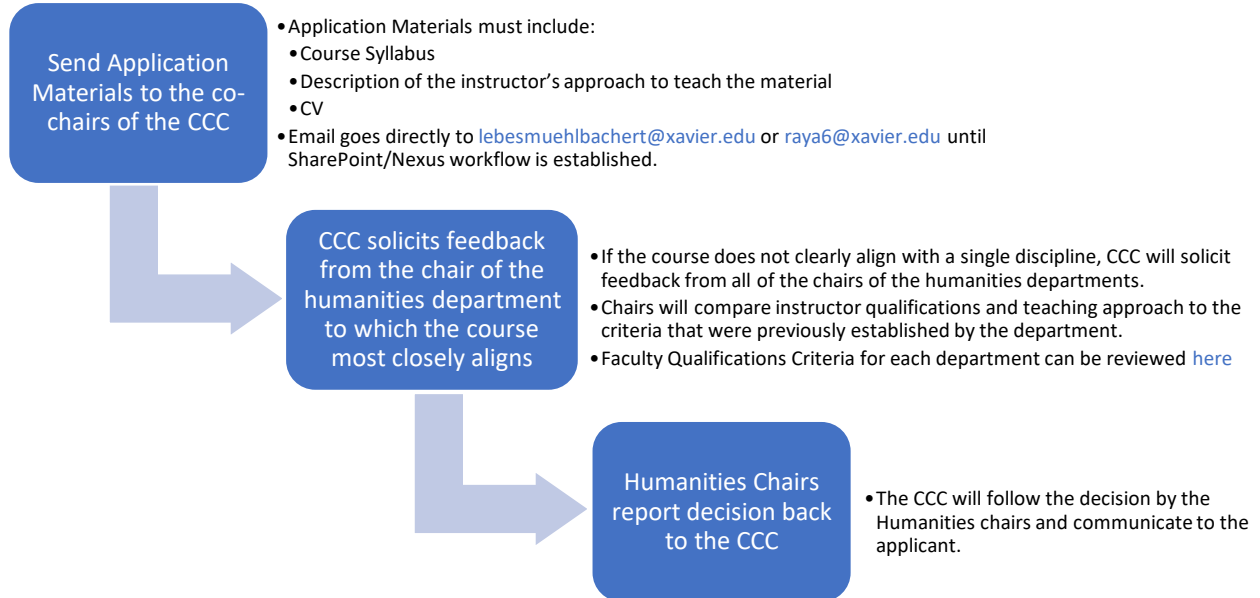 Send Application
Materials to the co-
chairs of the CCC
•Application Materials must include:
•Course Syllabus
•Description of the instructor’s approach to teach the material
•CV
•Email goes directly to lebesmuehlbachert@xavier.edu or raya6@xavier.edu until
SharePoint/Nexus workflow is established.
CCC solicits feedback
from the chair of the
humanities department
to which the course
most closely aligns
•If the course does not clearly align with a single discipline, CCC will solicit
feedback from all of the chairs of the humanities departments.
•Chairs will compare instructor qualifications and teaching approach to the
criteria that were previously established by the department.
•Faculty Qualifications Criteria for each department can be reviewed here
Humanities Chairs
report decision back
to the CCC
•The CCC will follow the decision by the
Humanities chairs and communicate to the
applicant.